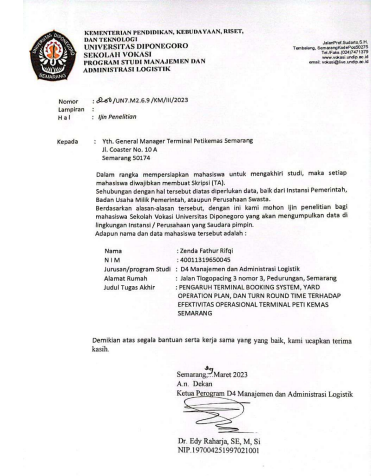 KEMENTERIAN PENDIDIKAN, KEBUDAYAAN, RISET,
DAN TEKNOLOGI
UNIVERSITAS DIPONEGORO
SEKOLAH VOKASI
PROGRAM STUDI MANAJEMEN DAN
ADMINISTRASI LOGISTIK
Jalan Prof. Sudarto, S.H.
Tembalang, Semarang Kode Pos 50275
Tel./Faks. (024)7471379
www.vokasi.undip.ac.id
email: vokasi@live.undip.ac.id
Nomor : /UN7.M2.6.9/KM/III/2023
Lampiran :
H a l : Ijin Penelitian
Kepada : Yth. General Manager Terminal Petikemas Semarang
Jl. Coaster No. 10 A
Semarang 50174
Dalam rangka mempersiapkan mahasiswa untuk mengakhiri studi, maka setiap
mahasiswa diwajibkan membuat Skripsi (TA).
Sehubungan dengan hal tersebut diatas diperlukan data, baik dari Instansi Pemerintah,
Badan Usaha Milik Pemerintah, ataupun Perusahaan Swasta.
Berdasarkan alasan-alasan tersebut, dengan ini kami mohon ijin penelitian bagi
mahasiswa Sekolah Vokasi Universitas Diponegoro yang akan mengumpulkan data di
lingkungan Instansi / Perusahaan yang Saudara pimpin.
Adapun nama dan data mahasiswa tersebut adalah :
Nama : Zenda Fathur Rifqi
N I M : 40011319650045
Jurusan/program Studi : D4 Manajemen dan Administrasi Logistik
Alamat Rumah : Jalan Tlogopacing 3 nomor 3, Pedurungan, Semarang
Judul Tugas Akhir : PENGARUH TERMINAL BOOKING SYSTEM, YARD
OPERATION PLAN, DAN TURN ROUND TIME TERHADAP
EFEKTIVITAS OPERASIONAL TERMINAL PETI KEMAS
SEMARANG
Demikian atas segala bantuan serta kerja sama yang yang baik, kami ucapkan terima
kasih.
Semarang, Maret 2023
A.n. Dekan
Ketua Perogram D4 Manajemen dan Administrasi Logistik
Dr. Edy Raharja, SE, M, Si
NIP.197004251997021001